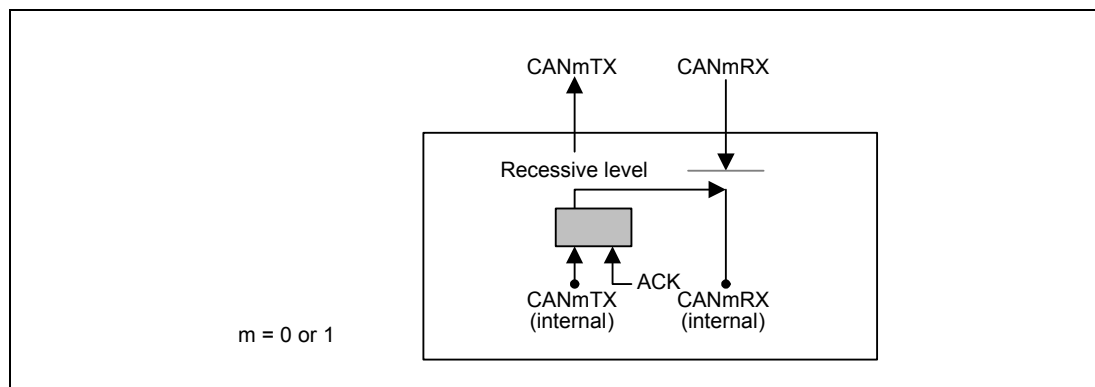 CANmTX
CANmRX
Recessive level
ACK
CANmTX
(internal)
CANmRX
(internal)
m = 0 or 1